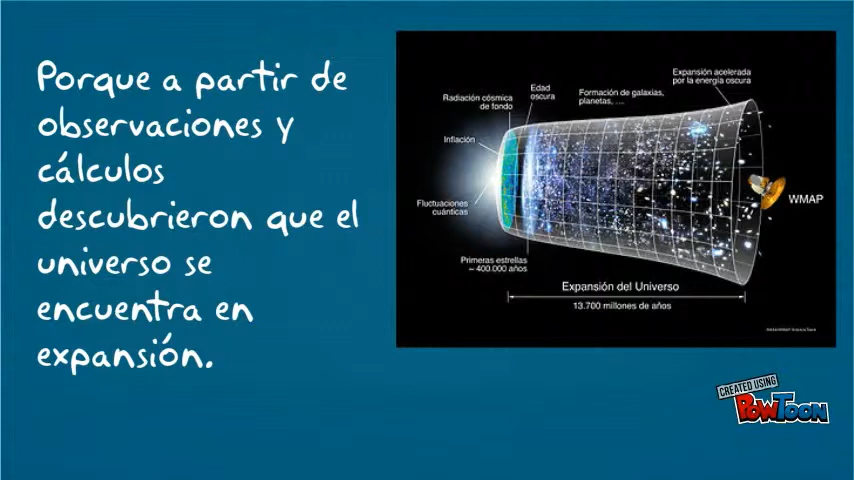 Porque a partir de
observaciones y
cálculos
descubrieron que el
universo se
encuentra en
expansión.
Expansión acelerada
por la energía oscura
Edad
oscura
Formación de galaxias,
planetas, ...
Radiación cósmica
de fondo
Inflación
Fluctuaciones
cuánticas
WMAP
Primeras estrellas
~ 400.000 años
Expansión del Universo
13.700 millones de años
CREATED USING
POWTOON